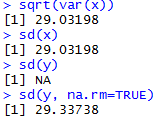 > sqrt(var(x))
[1] 29.03198
> sd(x)
[1] 29.03198
> sd(y)
[1] NA
> sd(y, na.rm=TRUE)
[1] 29.33738